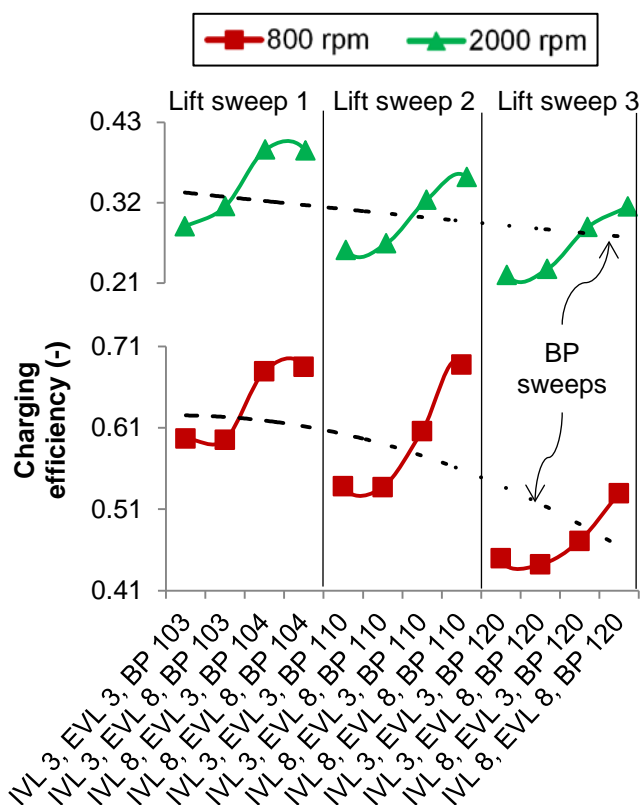 800 rpm 2000 rpm
Lift sweep 1 Lift sweep 2 Lift sweep 3
0.43
0.32
0.21
0.71
0.61
0.51
0.41
Charging
efficiency (-)
BP
sweeps
IVL 3, EVL 3, BP 103
IVL 3, EVL 8, BP 103
IVL 8, EVL 3, BP 104
IVL 8, EVL 8, BP 104
IVL 3, EVL 3, BP 110
IVL 3, EVL 8, BP 110
IVL 8, EVL 3, BP 110
IVL 8, EVL 8, BP 110
IVL 3, EVL 3, BP 120
IVL 3, EVL 8, BP 120
IVL 8, EVL 3, BP 120
IVL 8, EVL 8, BP 120